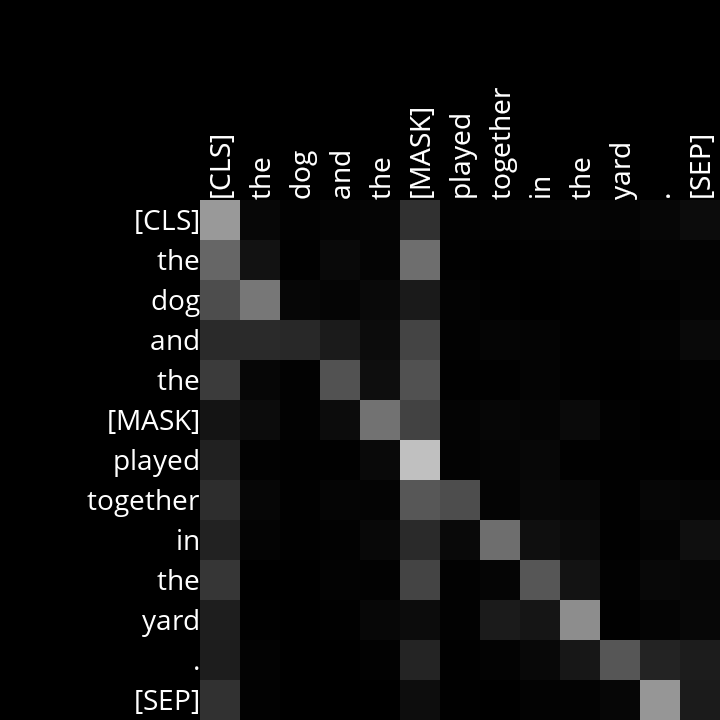 [CLS] the dog and the [MASK] played together in the yard . [SEP]
[CLS]
the
dog
and
the
[MASK]
played
together
in
the
yard
.
[SEP]